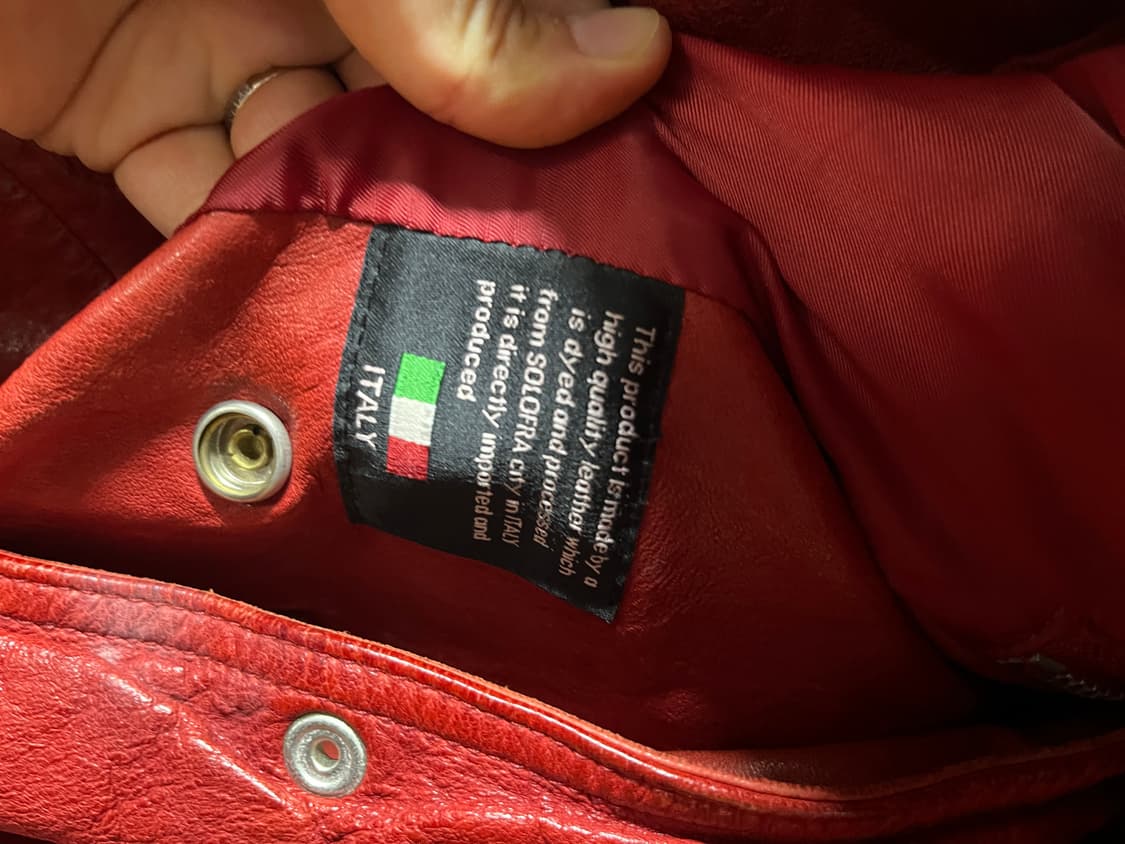 This product is made by a
high quality leather which
is dyed and processed
from SOLOFRA city in ITALY
it is directly imported and
produced
ITALY